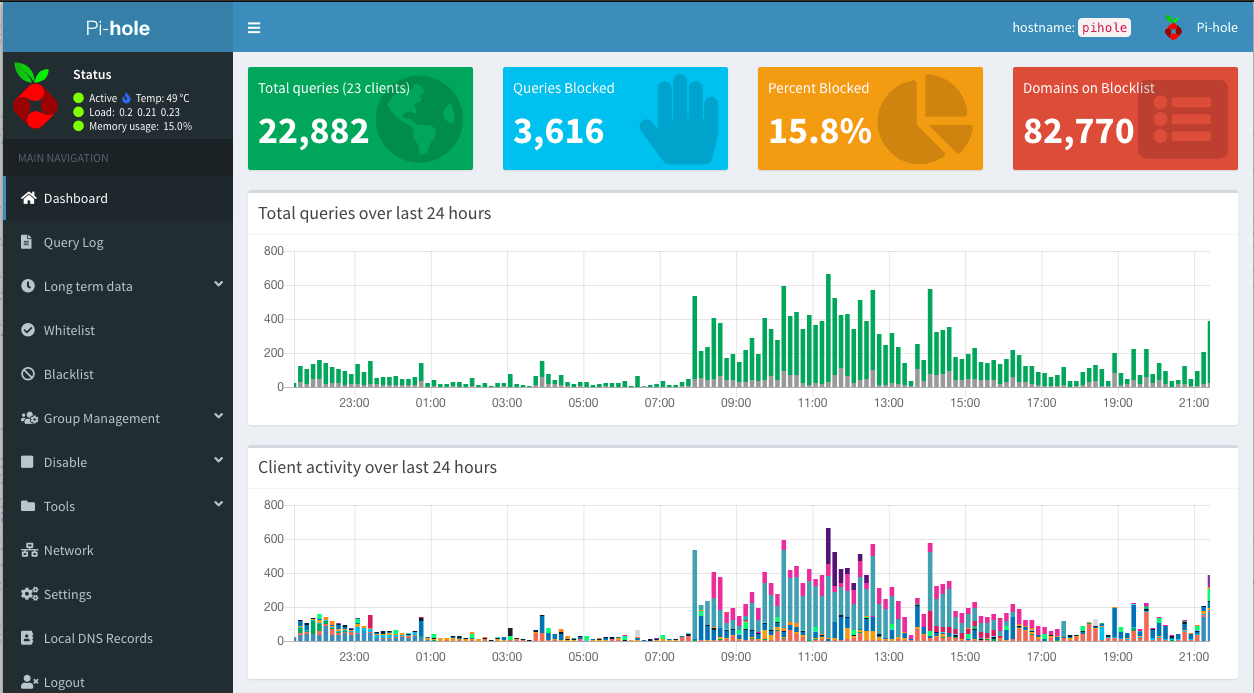 Pi-hole
hostname: pihole
Pi-hole
Status
Active Temp: 49 °C
Load: 0.2 0.21 0.23
Memory usage: 15.0%
MAIN NAVIGATION
Dashboard
Query Log
Long term data
Whitelist
Blacklist
Group Management
Disable
Tools
Network
Settings
Local DNS Records
Logout
Total queries (23 clients)
22,882
Queries Blocked
3,616
Percent Blocked
15.8%
Domains on Blocklist
82,770
Total queries over last 24 hours
800
600
400
200
0
23:00 01:00 03:00 05:00 07:00 09:00 11:00 13:00 15:00 17:00 19:00 21:00
Client activity over last 24 hours
800
600
400
200
0
23:00 01:00 03:00 05:00 07:00 09:00 11:00 13:00 15:00 17:00 19:00 21:00